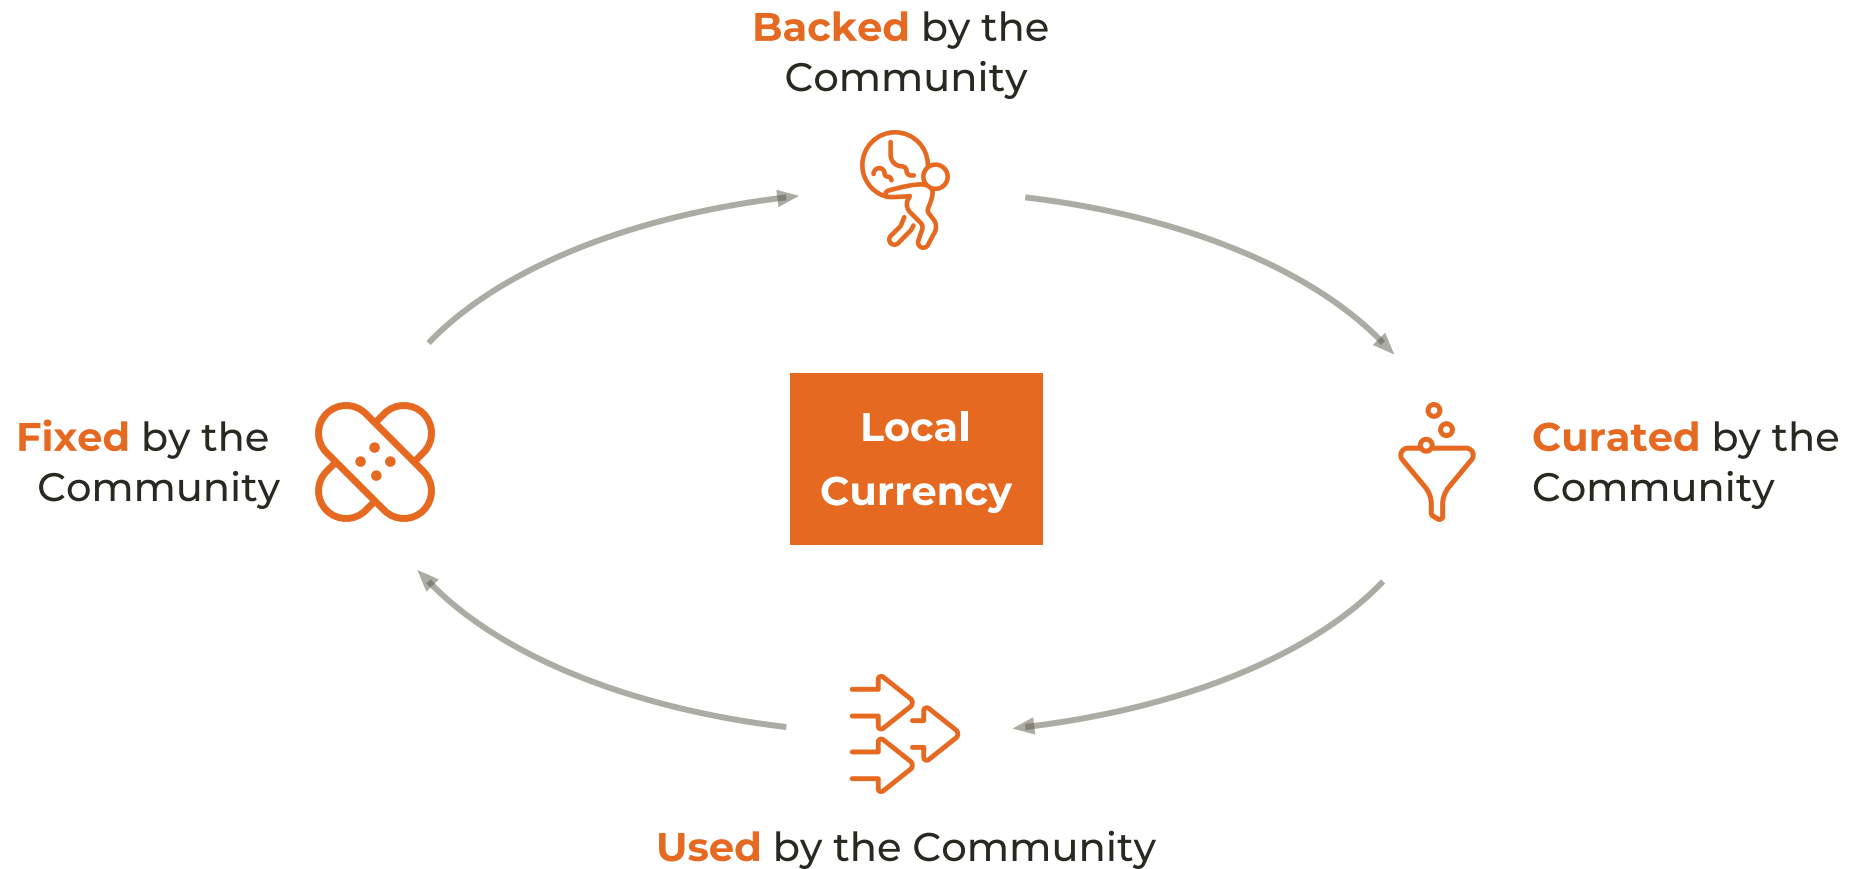 Backed by the
Community
Fixed by the
Community
Local
Currency
Curated by the
Community
Used by the Community